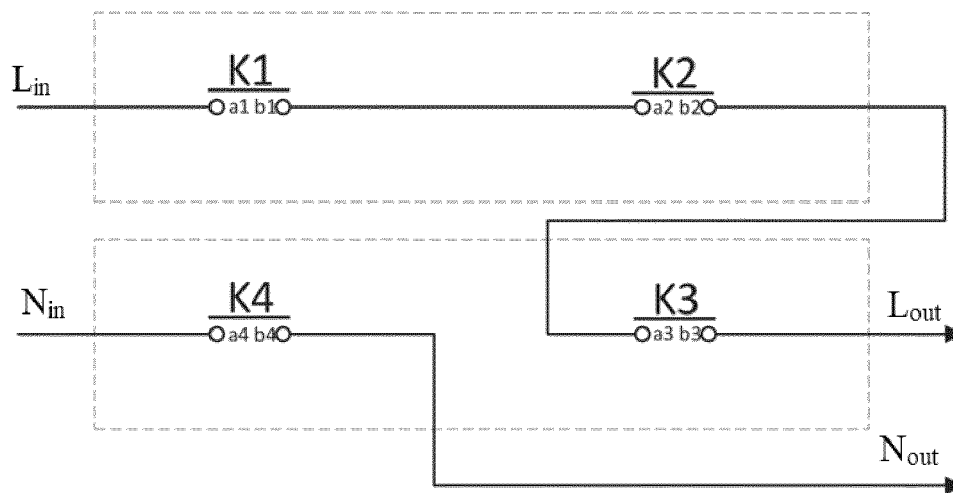 K1 K2
Lin
a1 b1 a2 b2
Nin K4 K3 Lout
a4 b4 a3 b3
Nout